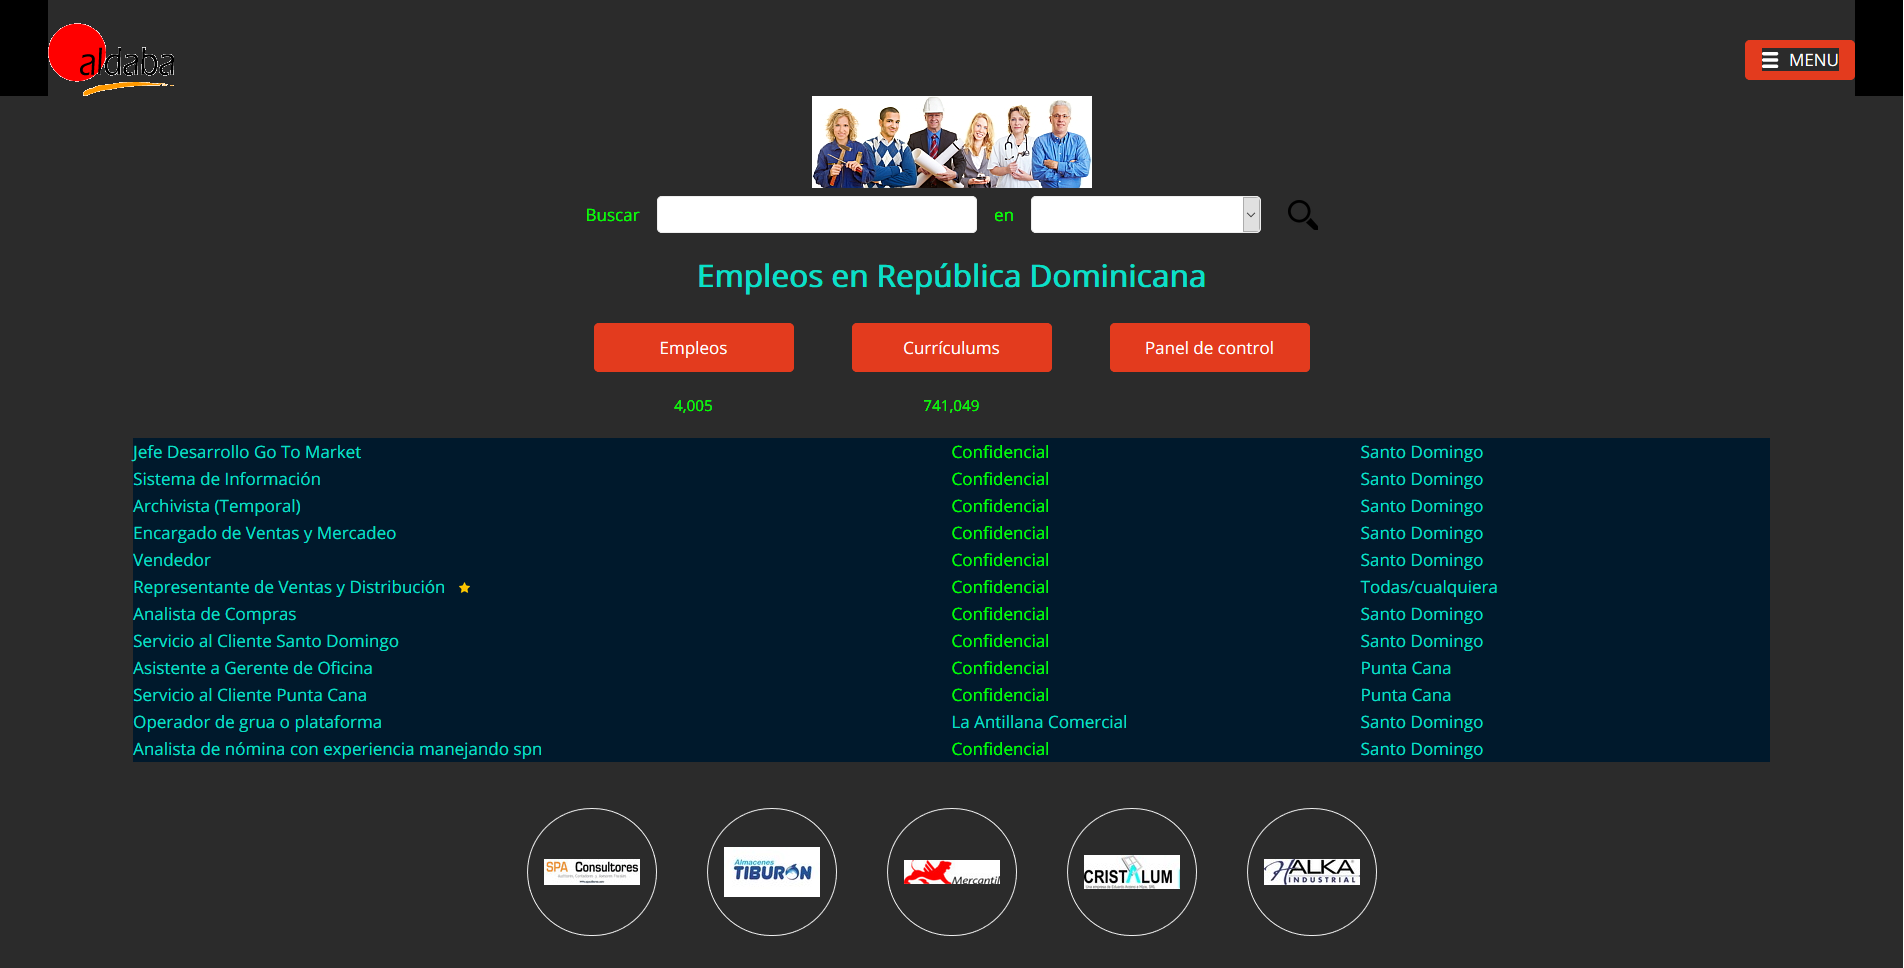 aldaba
MENU
Buscar en
Empleos en República Dominicana
Empleos Currículums Panel de control
4,005 741,049
Jefe Desarrollo Go To Market Confidencial Santo Domingo
Sistema de Información Confidencial Santo Domingo
Archivista (Temporal) Confidencial Santo Domingo
Encargado de Ventas y Mercadeo Confidencial Santo Domingo
Vendedor Confidencial Santo Domingo
Representante de Ventas y Distribución Confidencial Todas/cualquiera
Analista de Compras Confidencial Santo Domingo
Servicio al Cliente Santo Domingo Confidencial Santo Domingo
Asistente a Gerente de Oficina Confidencial Punta Cana
Servicio al Cliente Punta Cana Confidencial Punta Cana
Operador de grua o plataforma La Antillana Comercial Santo Domingo
Analista de nómina con experiencia manejando spn Confidencial Santo Domingo
SPA Consultores
Almacenes
TIBURÓN
Mercantil
CRISTALUM
HALKA
INDUSTRIAL